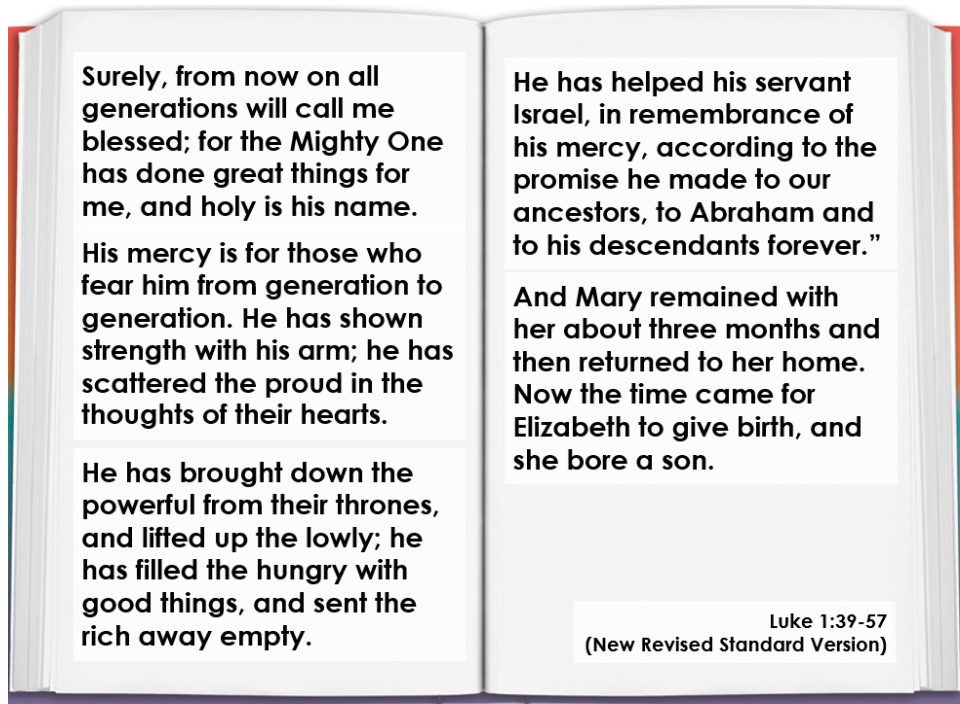 Surely, from now on all
generations will call me
blessed; for the Mighty One
has done great things for
me, and holy is his name.
His mercy is for those who
fear him from generation to
generation. He has shown
strength with his arm; he has
scattered the proud in the
thoughts of their hearts.
He has brought down the
powerful from their thrones,
and lifted up the lowly; he
has filled the hungry with
good things, and sent the
rich away empty.
He has helped his servant
Israel, in remembrance of
his mercy, according to the
promise he made to our
ancestors, to Abraham and
to his descendants forever.”
And Mary remained with
her about three months and
then returned to her home.
Now the time came for
Elizabeth to give birth, and
she bore a son.
Luke 1:39-57
(New Revised Standard Version)